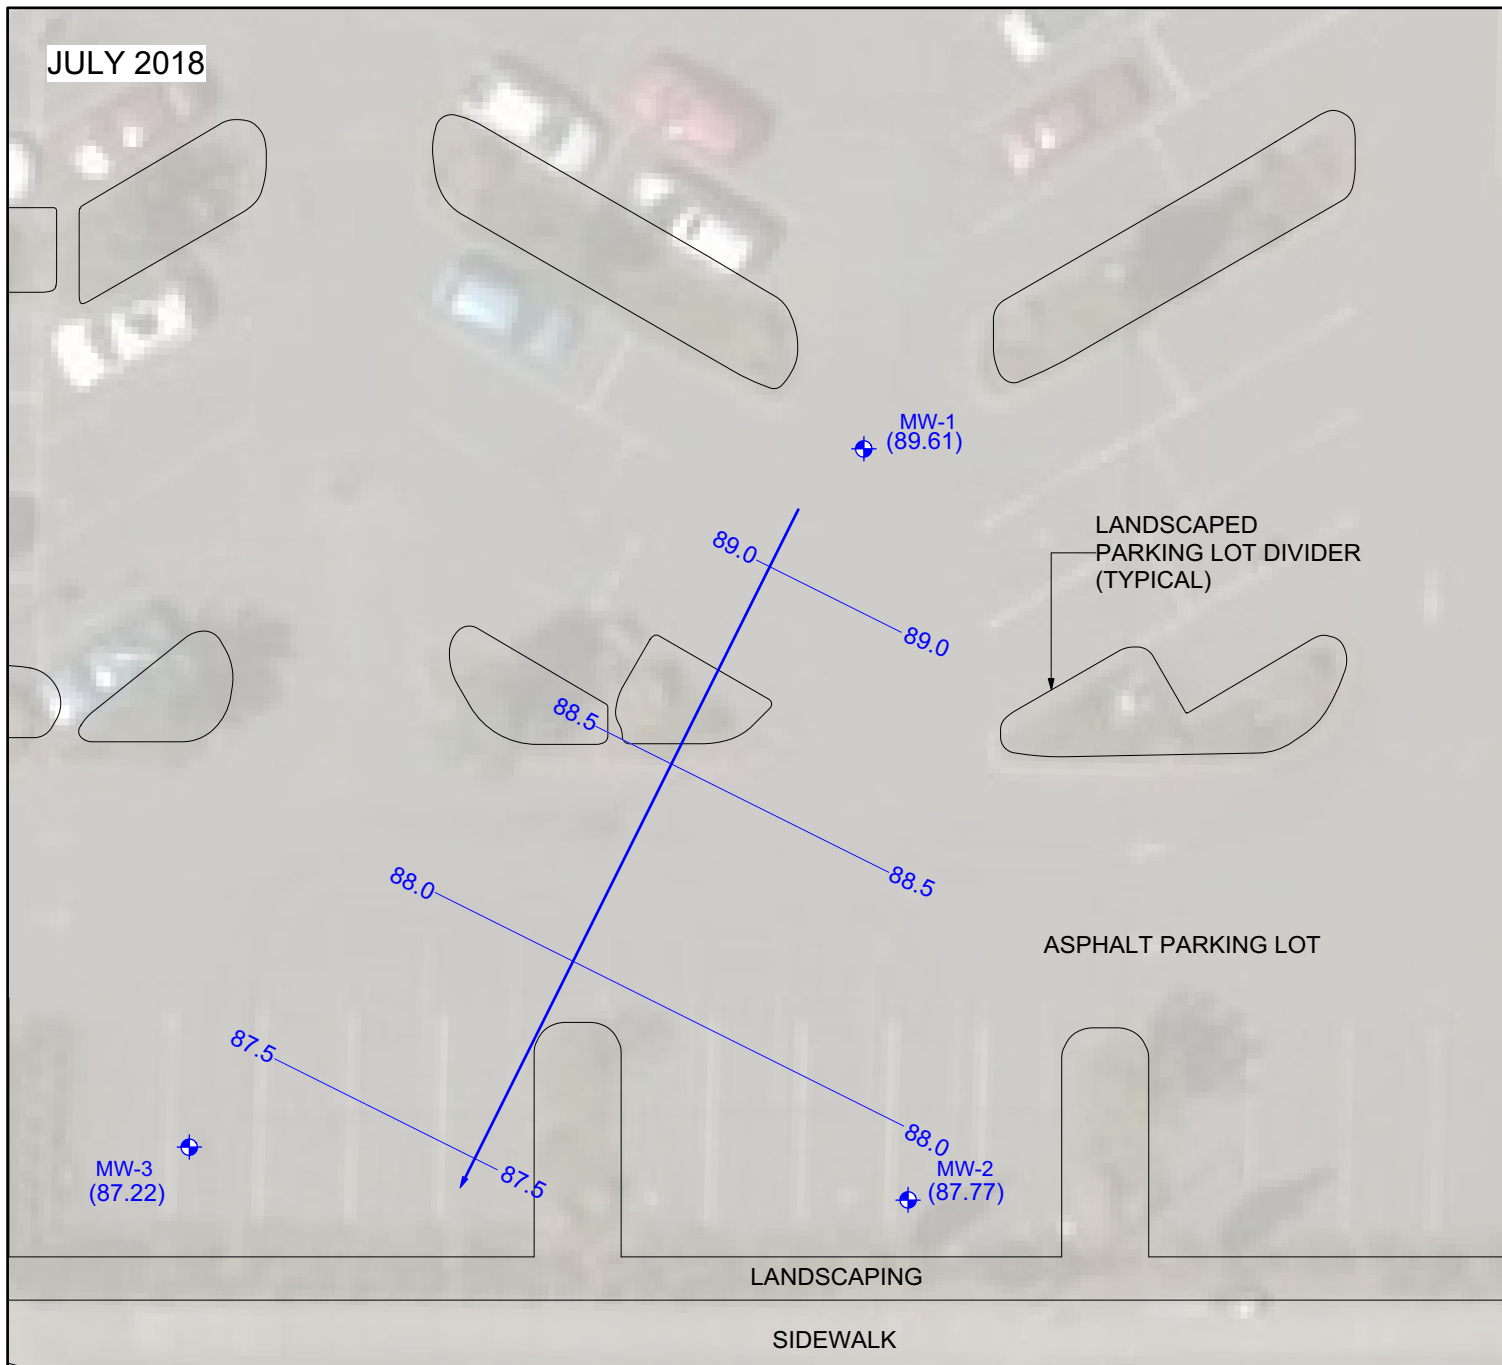 JULY 2018
MW-1
(89.61)
LANDSCAPED
PARKING LOT DIVIDER
(TYPICAL)
89.0
89.0
88.5
88.5
88.0
ASPHALT PARKING LOT
87.5
88.0
MW-3
(87.22)
87.5
MW-2
(87.77)
LANDSCAPING
SIDEWALK